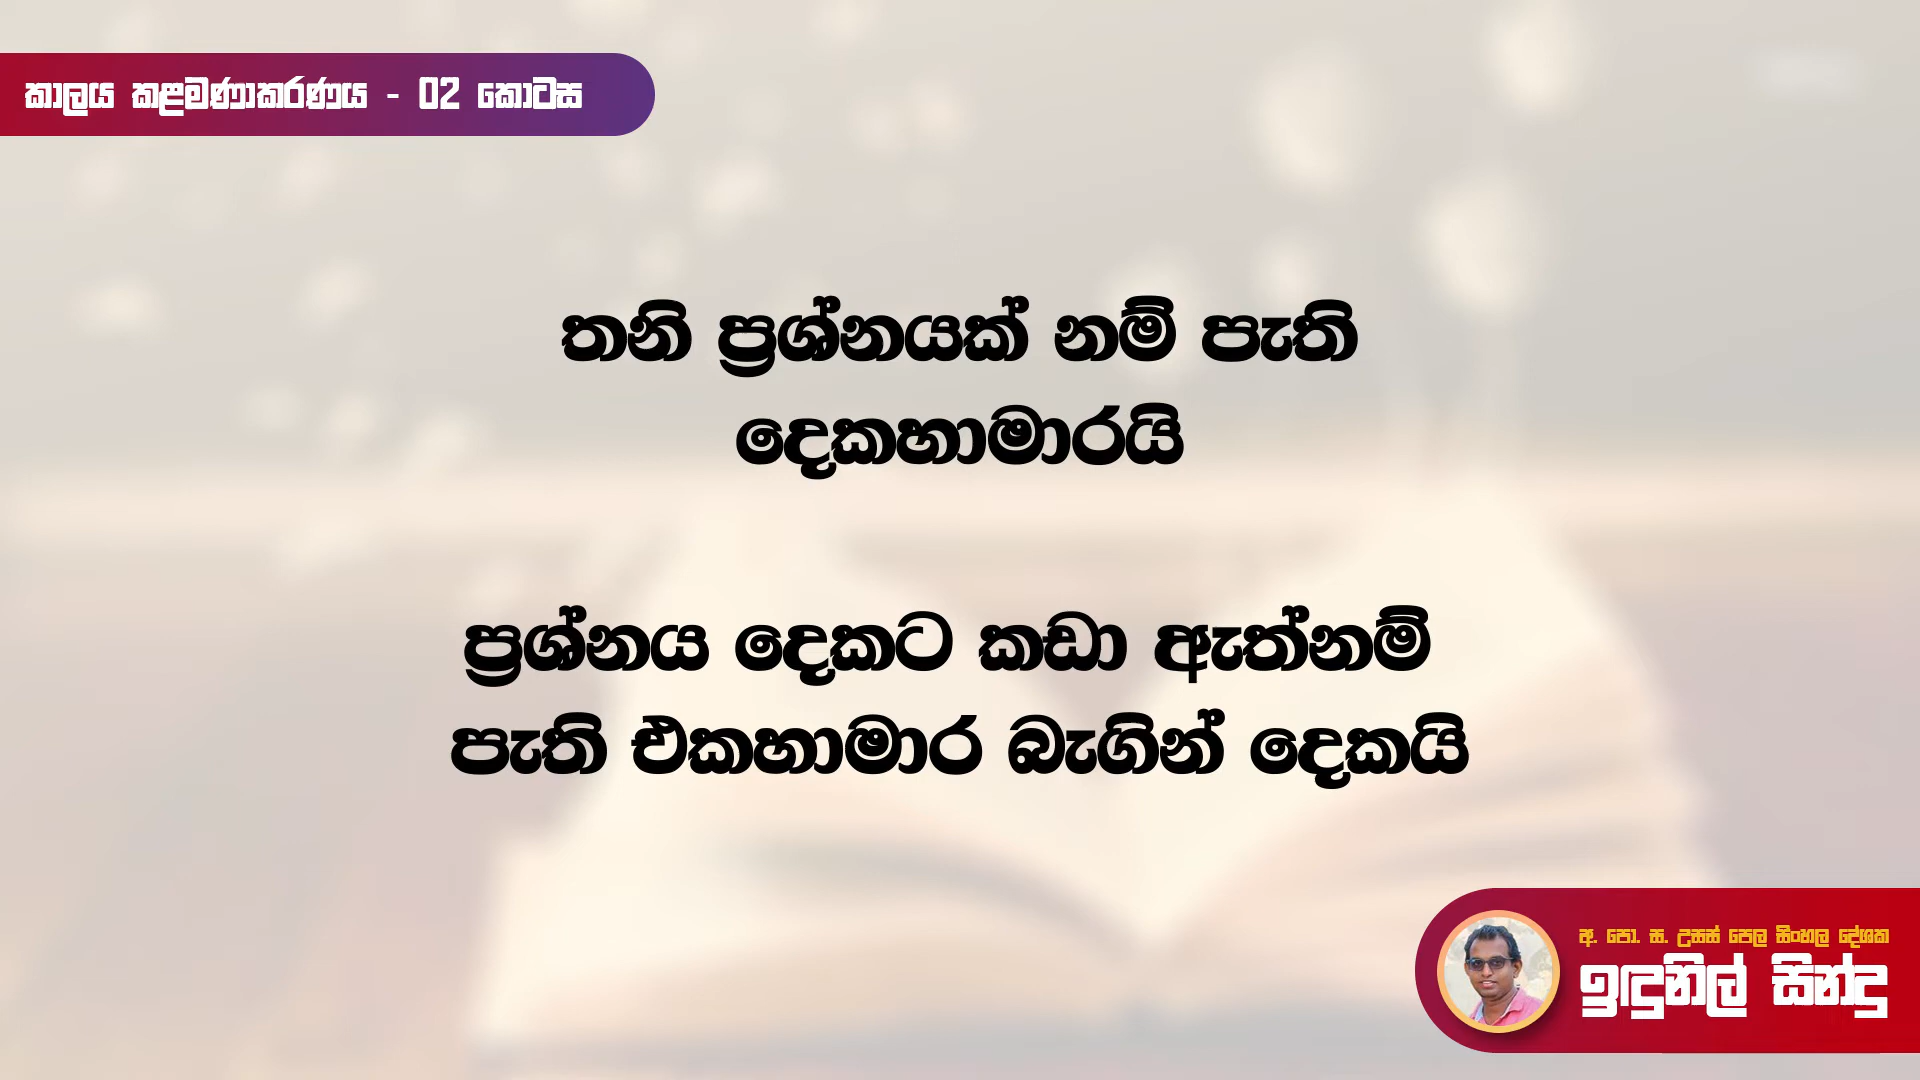 කාලය කළමණාකරණය - 02 කොටස
තනි ප්‍රශ්නයක් නම් පැති
දෙකහාමාරයි
ප්‍රශ්නය දෙකට කඩා ඇත්නම්
පැති එකහාමාර බැගින් දෙකයි
අ. පො. ස. උසස් පෙල සිංහල දේශක
ඉඳුනිල් සින්දු